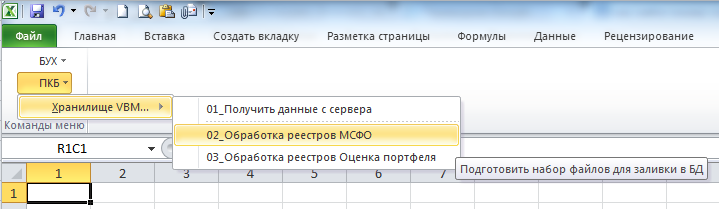 Файл Главная Вставка Создать вкладку Разметка страницы Формулы Данные Рецензирование
БУХ
ПКБ
Хранилище VBM...
01_Получить данные с сервера
02_Обработка реестров МСФО
03_Обработка реестров Оценка портфеля
Команды меню
R1C1
Подготовить набор файлов для заливки в БД
1 2 3 4 5 6 7
1